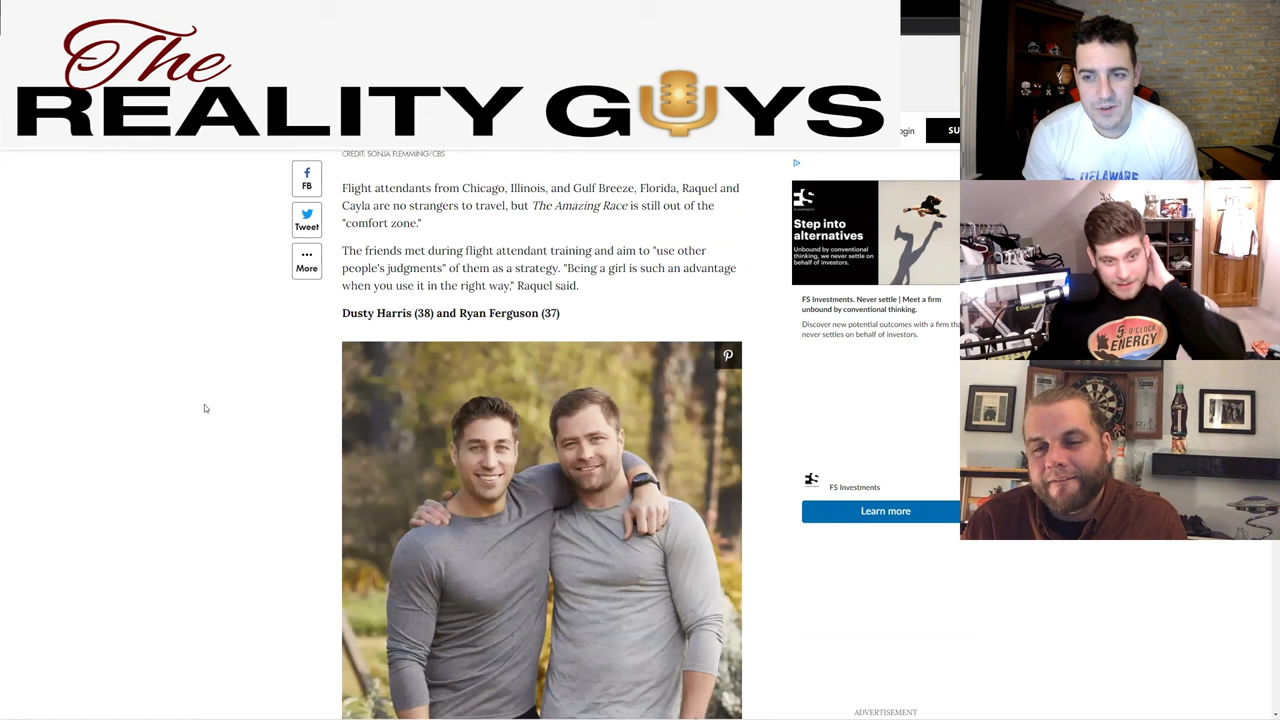 The
REALITY GUYS
ogin
SU
DELAWARE
CREDIT: SONJA FLEMMING/CBS
FB
Tweet
More
Flight attendants from Chicago, Illinois, and Gulf Breeze, Florida, Raquel and
Cayla are no strangers to travel, but The Amazing Race is still out of the
"comfort zone."
The friends met during flight attendant training and aim to "use other
people's judgments" of them as a strategy. "Being a girl is such an advantage
when you use it in the right way," Raquel said.
Dusty Harris (38) and Ryan Ferguson (37)
FS
Step into
alternatives
Unbound by conventional
thinking, we never settle on
behalf of investors.
FS Investments. Never settle | Meet a firm
unbound by conventional thinking.
Discover new potential outcomes with a firm tha
never settles on behalf of investors.
FS
FS Investments
Learn more
5-O'CLOCK
ENERGY
ADVERTISEMENT